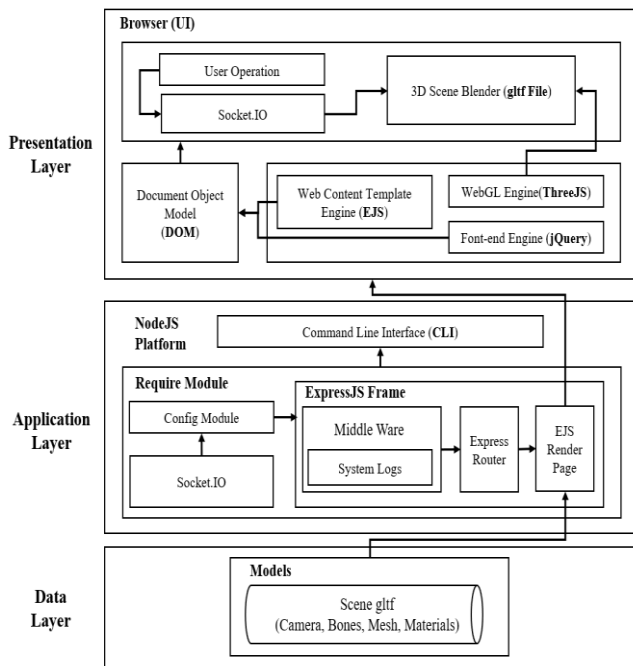 Browser (UI)
User Operation
Socket.IO
3D Scene Blender (gltf File)
Presentation
Layer
Document Object
Model
(DOM)
Web Content Template
Engine (EJS)
WebGL Engine(ThreeJS)
Font-end Engine (jQuery)
NodeJS
Platform
Command Line Interface (CLI)
Application
Layer
Require Module
ExpressJS Frame
Config Module
Socket.IO
Middle Ware
System Logs
Express
Router
EJS
Render
Page
Data
Layer
Models
Scene gltf
(Camera, Bones, Mesh, Materials)